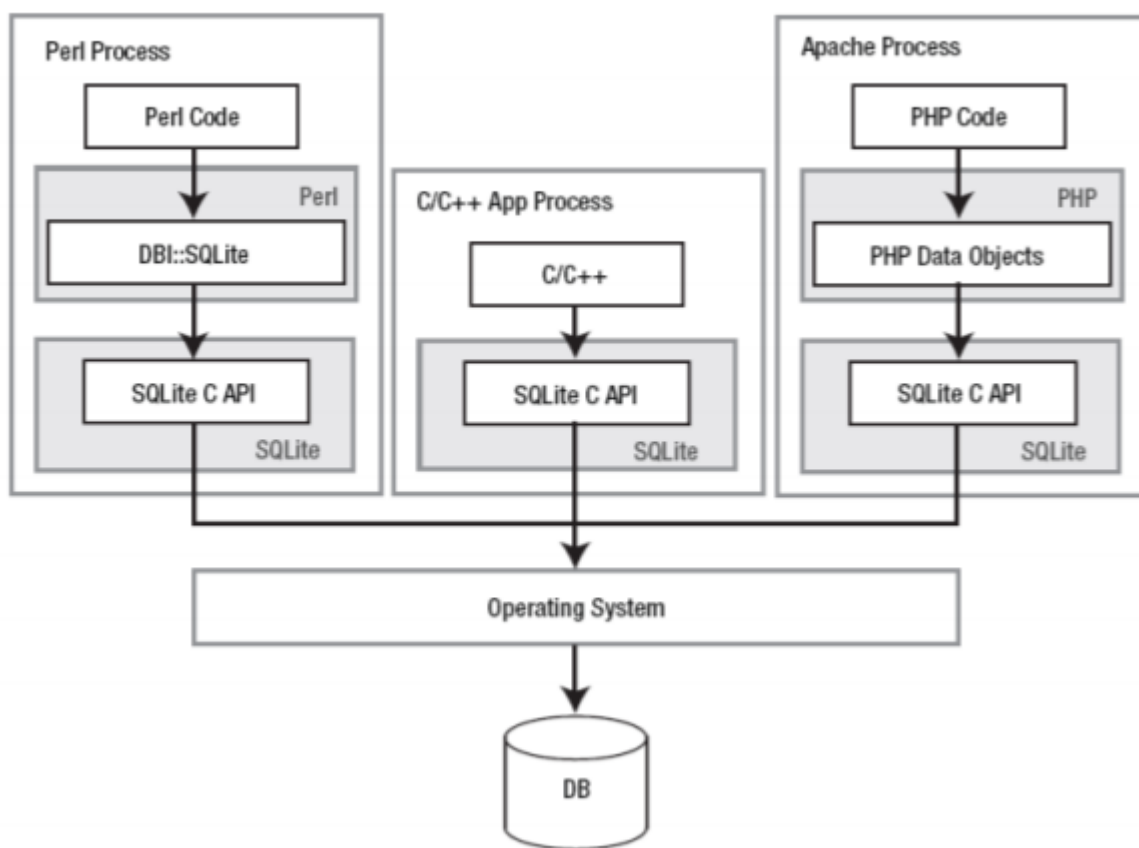 Perl Process
Perl Code
Perl
DBI::SQLite
SQLite C API
SQLite
C/C++ App Process
C/C++
SQLite C API
SQLite
Apache Process
PHP Code
PHP
PHP Data Objects
SQLite C API
SQLite
Operating System
DB